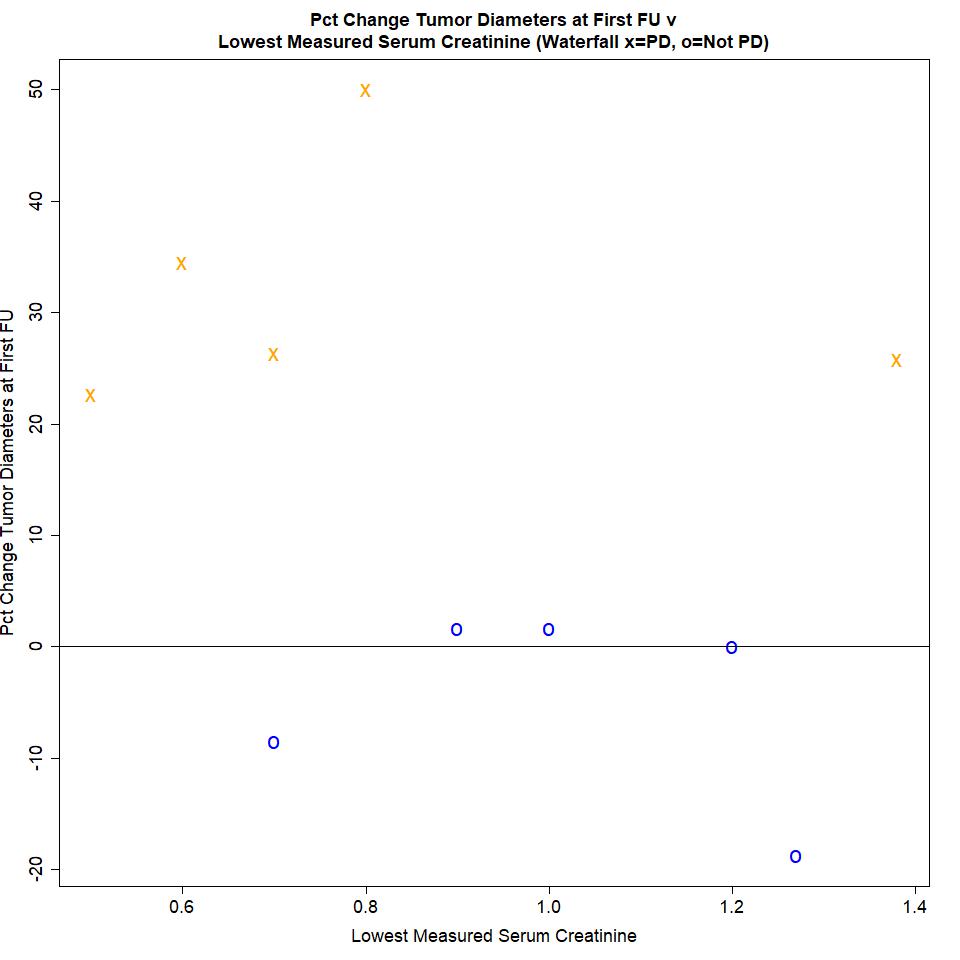 Pct Change Tumor Diameters at First FU v
Lowest Measured Serum Creatinine (Waterfall x=PD, o=Not PD)
Pct Change Tumor Diameters at First FU
50
40
30
20
10
0
-10
-20
x
x
x
x
x
o
o
o
o
o
0.6
0.8
1.0
1.2
1.4
Lowest Measured Serum Creatinine